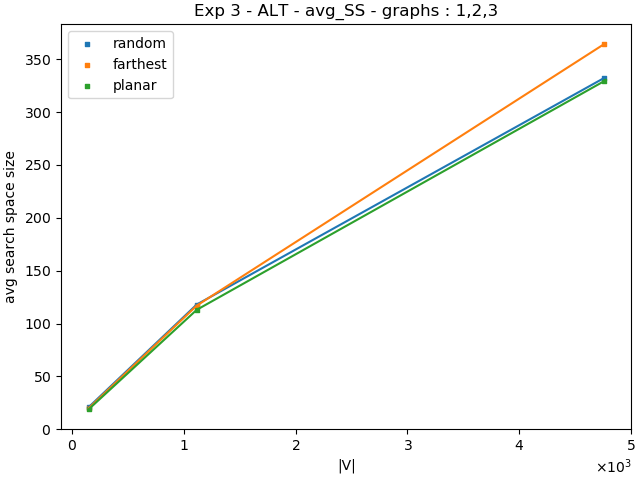 Exp 3 - ALT - avg_SS - graphs : 1,2,3
random
farthest
planar
avg search space size
350
300
250
200
150
100
50
0
0 1 2 3 4 5
|V|
×10³